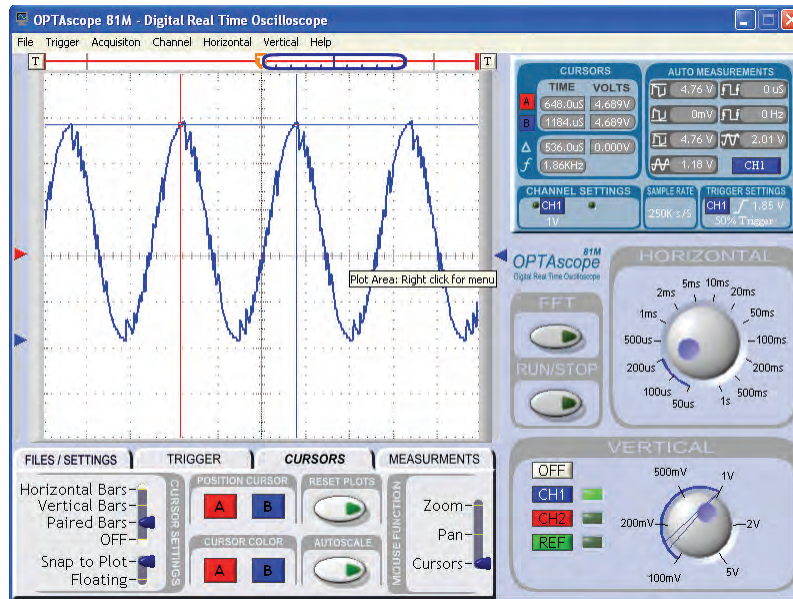 OPTAscope 81M - Digital Real Time Oscilloscope
File Trigger Acquisiton Channel Horizontal Vertical Help
T
T
CURSORS
TIME VOLTS
A 648.0uS 4.689V
B 1184.uS 4.689V
Δ 536.0uS 0.000V
f 1.86KHz
AUTO MEASUREMENTS
4.76 V 0 uS
0mV 0 Hz
4.76 V 2.01 V
1.18 V CH1
CHANNEL SETTINGS
CH1
1V
SAMPLE RATE
250K s/S
TRIGGER SETTINGS
CH1 1.85 V
50% Trigger
81M
OPTAscope
Digital Real Time Oscilloscope
Plot Area: Right click for menu
FFT
RUN/STOP
HORIZONTAL
50us
100us
200us
500us
1ms
2ms
5ms
10ms
20ms
50ms
100ms
200ms
500ms
1s
VERTICAL
OFF
CH1
CH2
REF
100mV
200mV
500mV
1V
2V
5V
FILES / SETTINGS
TRIGGER
CURSORS
MEASURMENTS
Horizontal Bars
Vertical Bars
Paired Bars
OFF
Snap to Plot
Floating
CURSOR SETTINGS
POSITION CURSOR
A B
CURSOR COLOR
A B
RESET PLOTS
AUTOSCALE
MOUSE FUNCTION
Zoom
Pan
Cursors